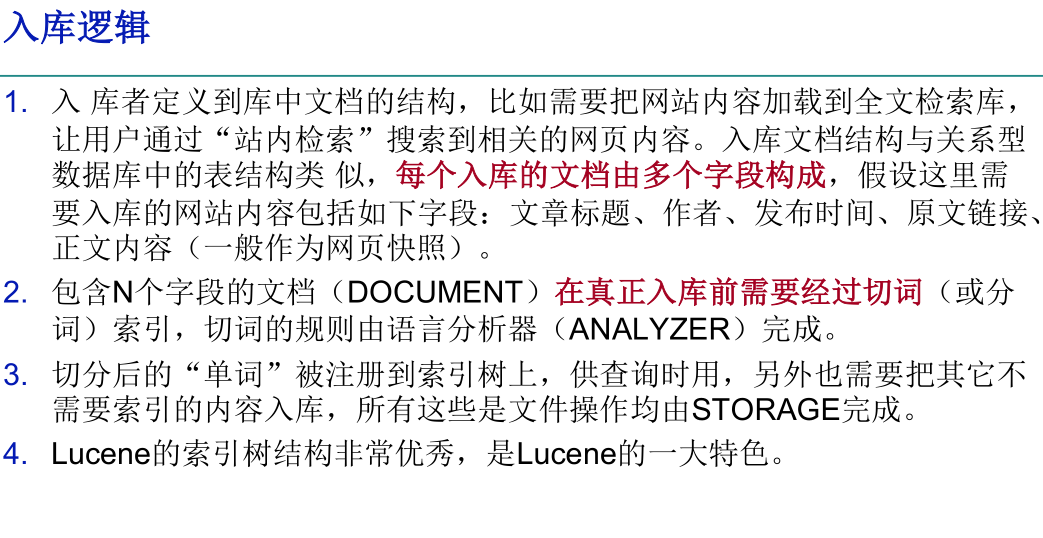 入库逻辑
1. 入 库者定义到库中文档的结构，比如需要把网站内容加载到全文检索库，
让用户通过“站内检索”搜索到相关的网页内容。入库文档结构与关系型
数据库中的表结构类 似，每个入库的文档由多个字段构成，假设这里需
要入库的网站内容包括如下字段：文章标题、作者、发布时间、原文链接、
正文内容（一般作为网页快照）。
2. 包含N个字段的文档（DOCUMENT）在真正入库前需要经过切词（或分
词）索引，切词的规则由语言分析器（ANALYZER）完成。
3. 切分后的“单词”被注册到索引树上，供查询时用，另外也需要把其它不
需要索引的内容入库，所有这些是文件操作均由STORAGE完成。
4. Lucene的索引树结构非常优秀，是Lucene的一大特色。